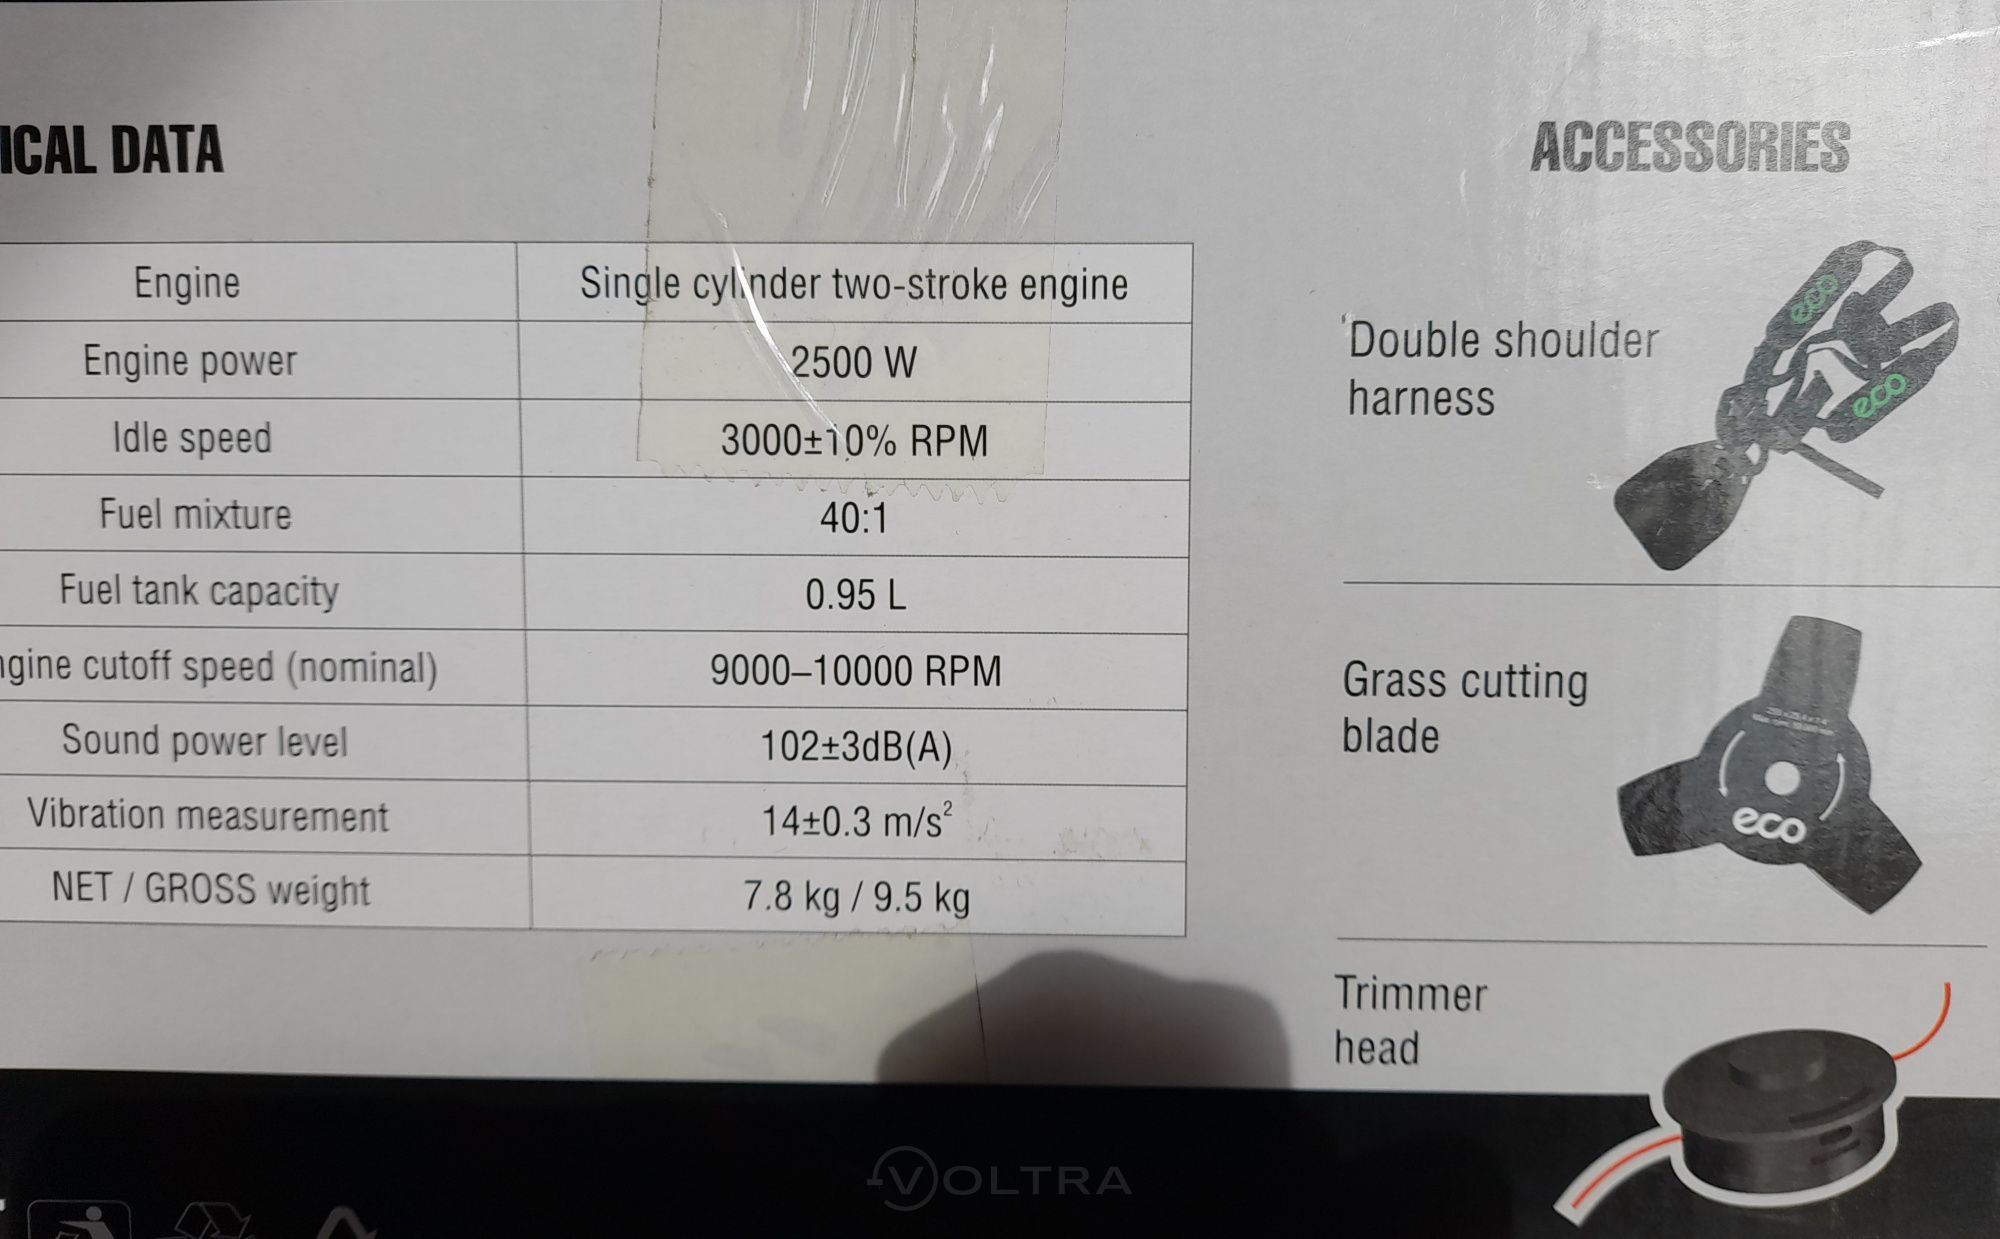 ICAL DATA
Engine Single cylinder two-stroke engine
Engine power 2500 W
Idle speed 3000±10% RPM
Fuel mixture 40:1
Fuel tank capacity 0.95 L
ngine cutoff speed (nominal) 9000–10000 RPM
Sound power level 102±3dB(A)
Vibration measurement 14±0.3 m/s²
NET / GROSS weight 7.8 kg / 9.5 kg
ACCESSORIES
Double shoulder
harness
eco
eco
Grass cutting
blade
eco
Trimmer
head
VOLTRA